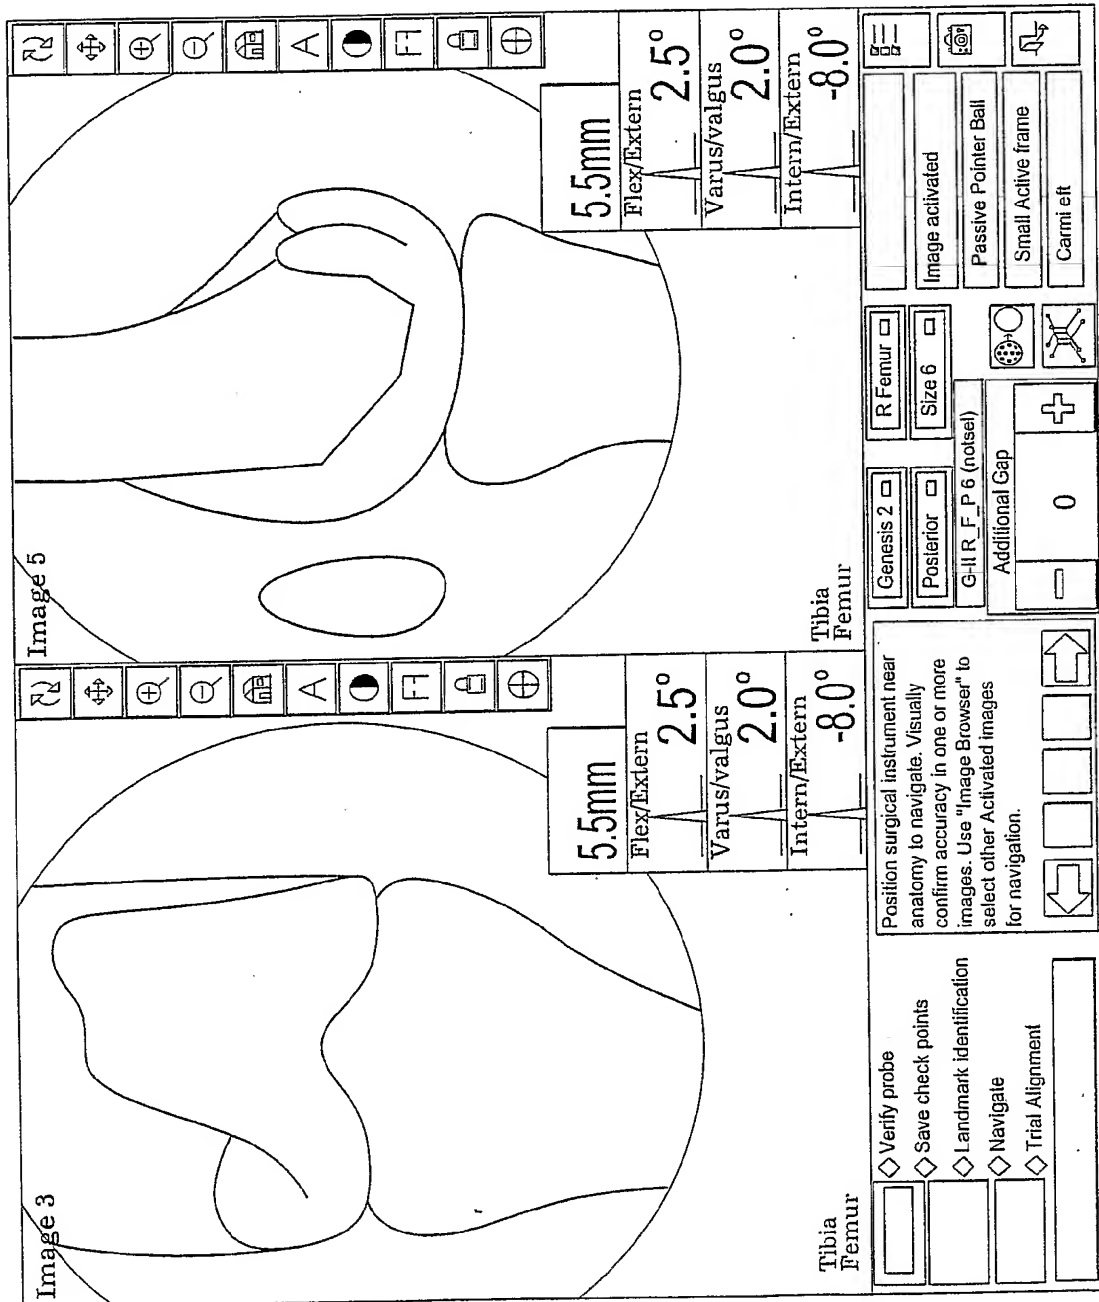 Image 3
A
5.5mm
Flex/Extern
2.5°
Varus/valgus
2.0°
Intern/Extern
-8.0°
Tibia
Femur
Image 5
A
5.5mm
Flex/Extern
2.5°
Varus/valgus
2.0°
Intern/Extern
-8.0°
Tibia
Femur
Verify probe
Save check points
Landmark identification
Navigate
Trial Alignment
Position surgical instrument near
anatomy to navigate. Visually
confirm accuracy in one or more
images. Use "Image Browser" to
select other Activated Images
for navigation.
Genesis 2
R Femur
Posterior
Size 6
G-II R_F_P 6 (notsel)
Additional Gap
0
Image activated
Passive Pointer Ball
Small Active frame
Carmi eft